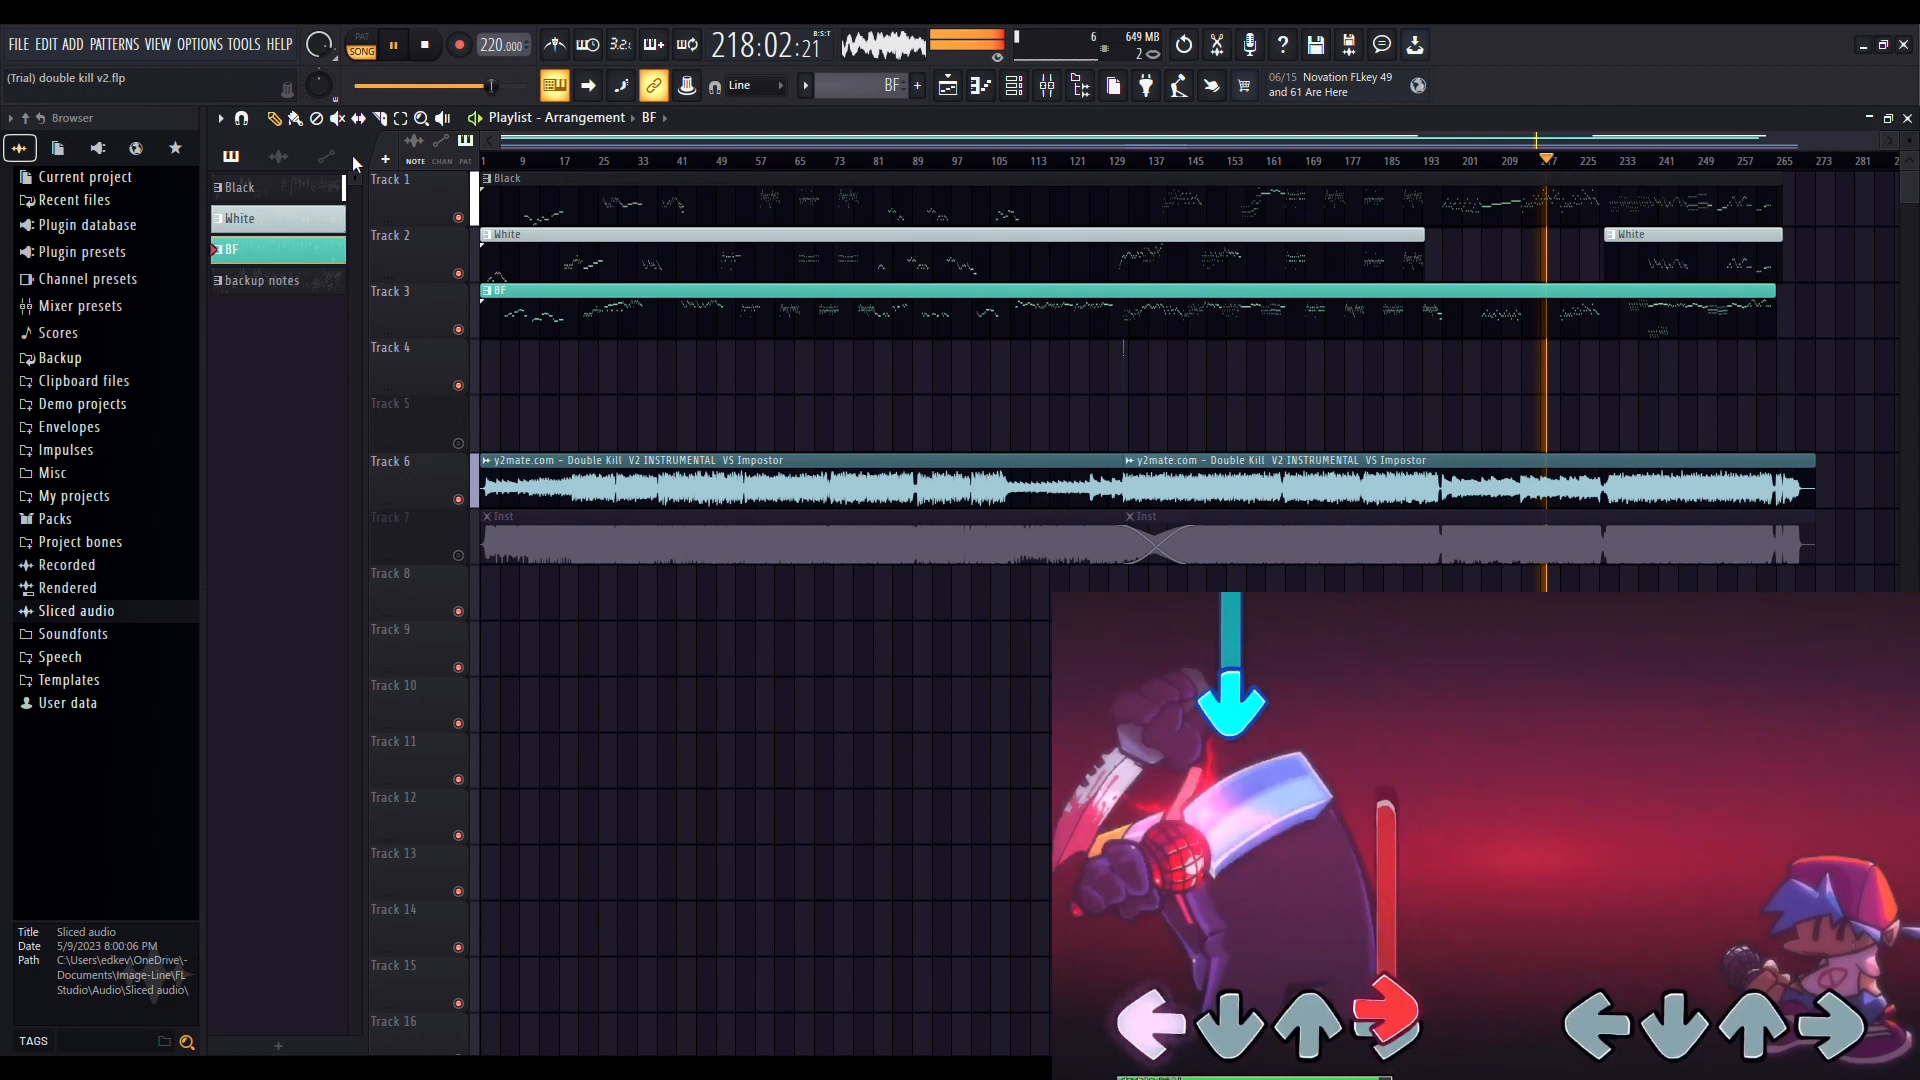 FILE EDIT ADD PATTERNS VIEW OPTIONS TOOLS HELP
PAT
SONG
220.000
3.2.
218:02:21
B:S:T
6
649 MB
2
(Trial) double kill v2.flp
Line
BF
06/15 Novation FLkey 49
and 61 Are Here
Browser
Playlist - Arrangement
BF
NOTE CHAN PAT
1 9 17 25 33 41 49 57 65 73 81 89 97 105 113 121 129 137 145 153 161 169 177 185 193 201 209 217 225 233 241 249 257 265 273 281 2
Current project
Recent files
Plugin database
Plugin presets
Channel presets
Mixer presets
Scores
Backup
Clipboard files
Demo projects
Envelopes
Impulses
Misc
My projects
Packs
Project bones
Recorded
Rendered
Sliced audio
Soundfonts
Speech
Templates
User data
Black
White
BF
backup notes
Track 1
Black
Track 2
White
White
Track 3
BF
Track 4
Track 5
Track 6
y2mate.com - Double Kill V2 INSTRUMENTAL VS Impostor
y2mate.com - Double Kill V2 INSTRUMENTAL VS Impostor
Track 7
Inst
Inst
Track 8
Track 9
Track 10
Track 11
Track 12
Track 13
Track 14
Track 15
Track 16
Title Sliced audio
Date 5/9/2023 8:00:06 PM
Path C:\Users\edkev\OneDrive\-
Documents\Image-Line\FL
Studio\Audio\Sliced audio\
TAGS